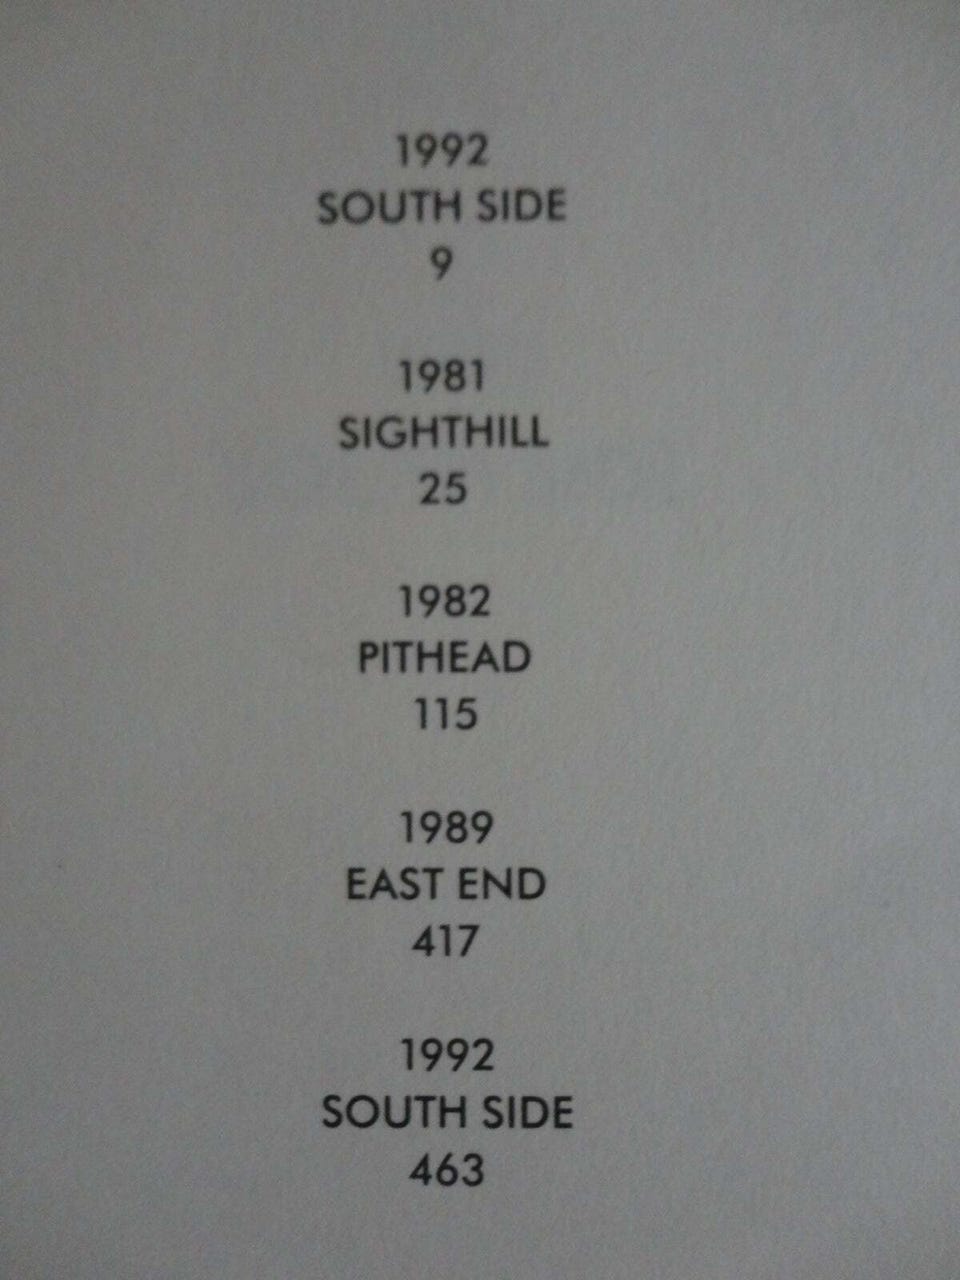 1992
SOUTH SIDE
9
1981
SIGHTHILL
25
1982
PITHEAD
115
1989
EAST END
417
1992
SOUTH SIDE
463